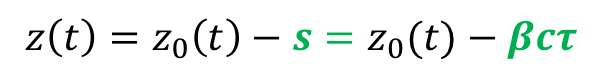 z(t) = z₀(t) − s = z₀(t) − βcτ